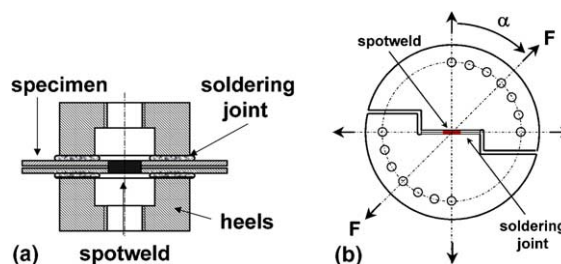 specimen
soldering
joint
heels
(a)
spotweld
α
F
spotweld
F
soldering
joint
(b)